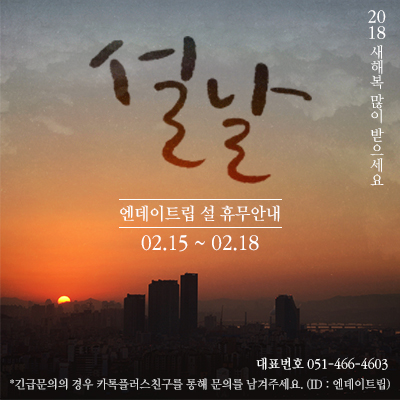 설날
2018 새해 복 많이 받으세요
엔데이트립 설 휴무안내
02.15 ~ 02.18
대표번호 051-466-4603
*긴급문의의 경우 카톡플러스친구를 통해 문의를 남겨주세요. (ID : 엔데이트립)